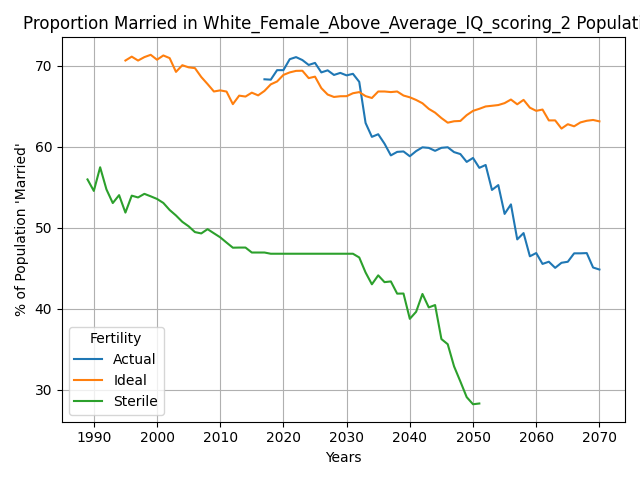 Proportion Married in White_Female_Above_Average_IQ_scoring_2 Populati
% of Population 'Married'
70
60
50
40
30
Fertility
Actual
Ideal
Sterile
1990 2000 2010 2020 2030 2040 2050 2060 2070
Years